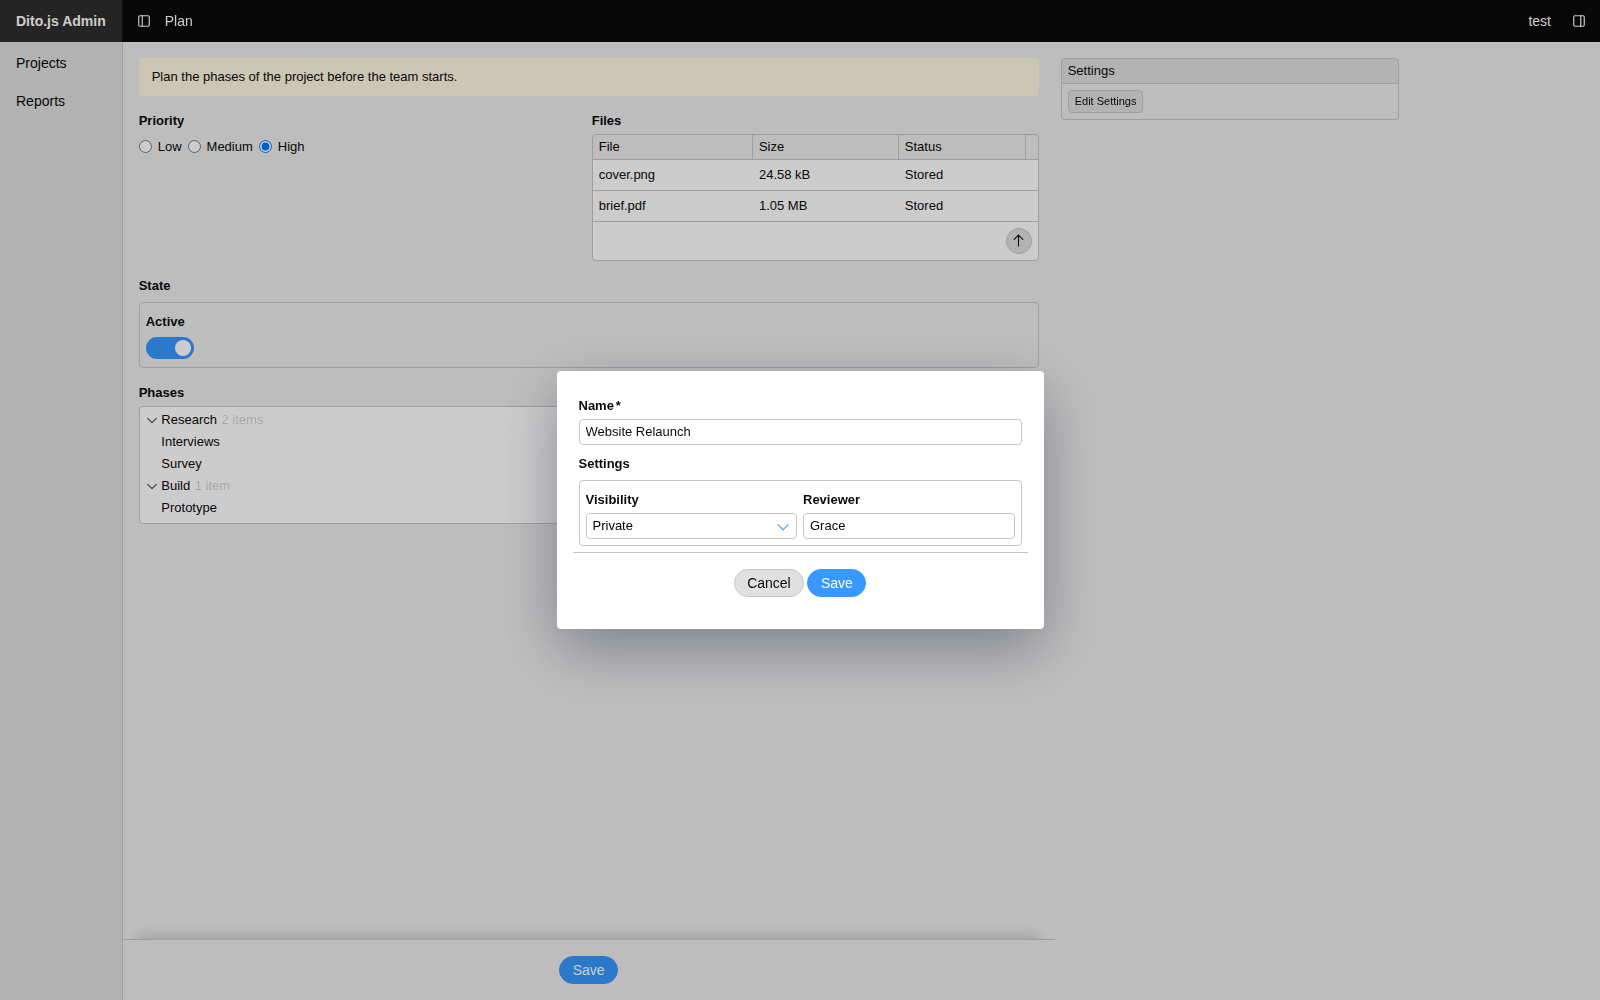 Dito.js Admin
Plan
test
Projects
Reports
Plan the phases of the project before the team starts.
Settings
Edit Settings
Priority
Low
Medium
High
Files
File Size Status
cover.png 24.58 kB Stored
brief.pdf 1.05 MB Stored
State
Active
Phases
Research 2 items
Interviews
Survey
Build 1 item
Prototype
Name*
Website Relaunch
Settings
Visibility Reviewer
Private Grace
Cancel Save
Save